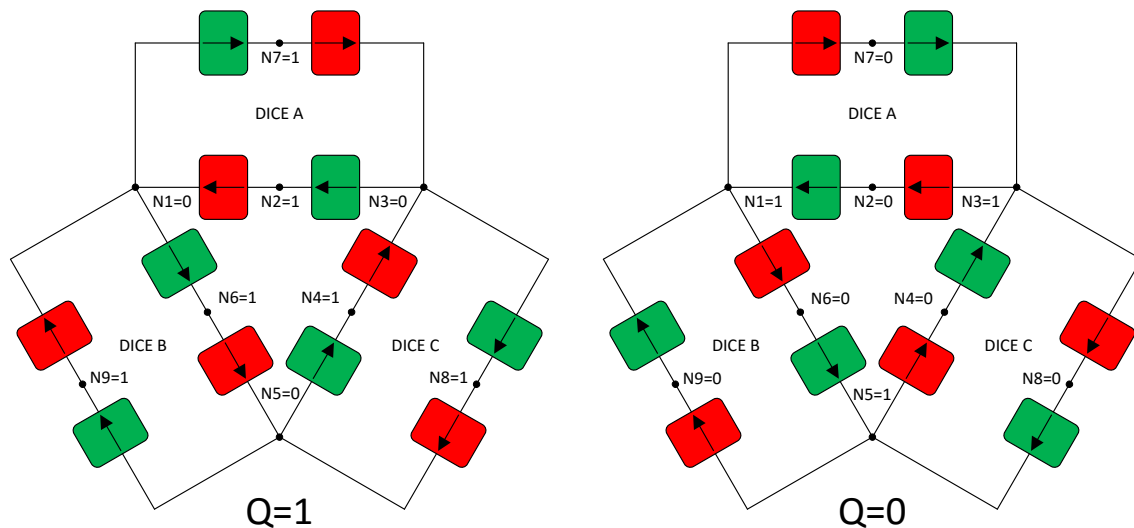 N7=1
DICE A
N1=0
N2=1
N3=0
N6=1
N4=1
DICE B
DICE C
N9=1
N5=0
N8=1
Q=1
N7=0
DICE A
N1=1
N2=0
N3=1
N6=0
N4=0
DICE B
DICE C
N9=0
N5=1
N8=0
Q=0